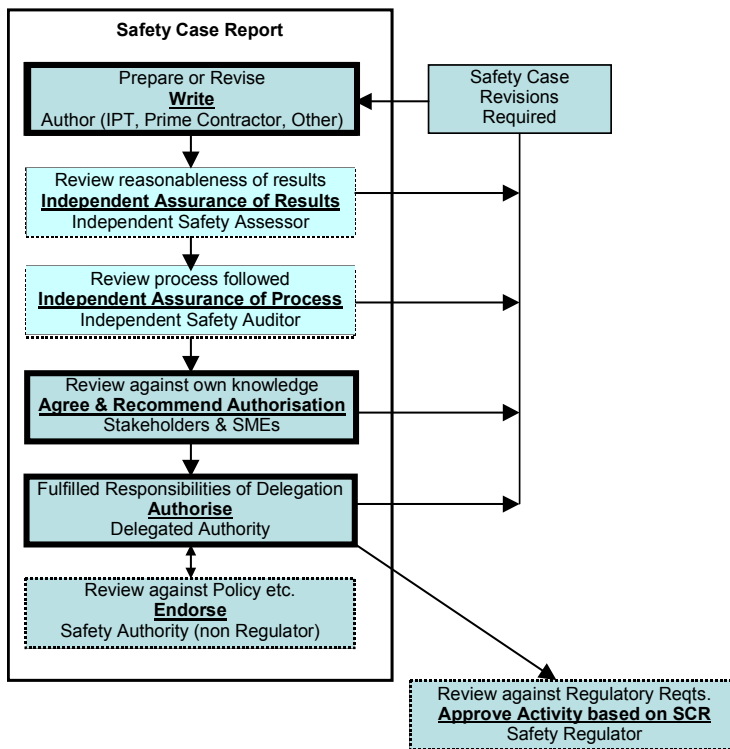 Safety Case Report
Prepare or Revise
Write
Author (IPT, Prime Contractor, Other)
Safety Case
Revisions
Required
Review reasonableness of results
Independent Assurance of Results
Independent Safety Assessor
Review process followed
Independent Assurance of Process
Independent Safety Auditor
Review against own knowledge
Agree & Recommend Authorisation
Stakeholders & SMEs
Fulfilled Responsibilities of Delegation
Authorise
Delegated Authority
Review against Policy etc.
Endorse
Safety Authority (non Regulator)
Review against Regulatory Reqts.
Approve Activity based on SCR
Safety Regulator